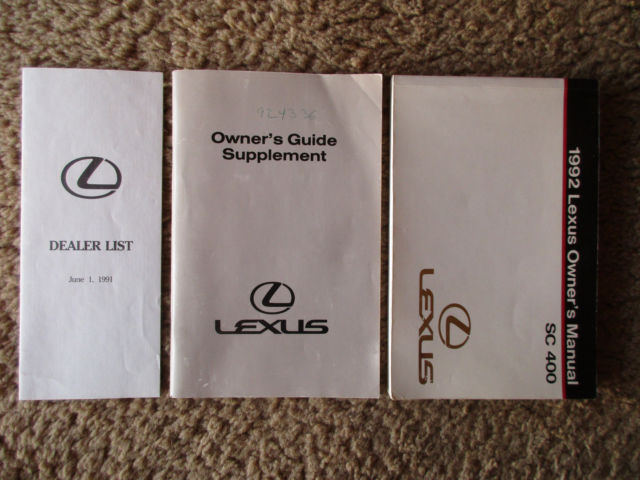 DEALER LIST
June 1, 1991
924336
Owner's Guide
Supplement
LEXUS
1992 Lexus Owner's Manual
SC 400
LEXUS